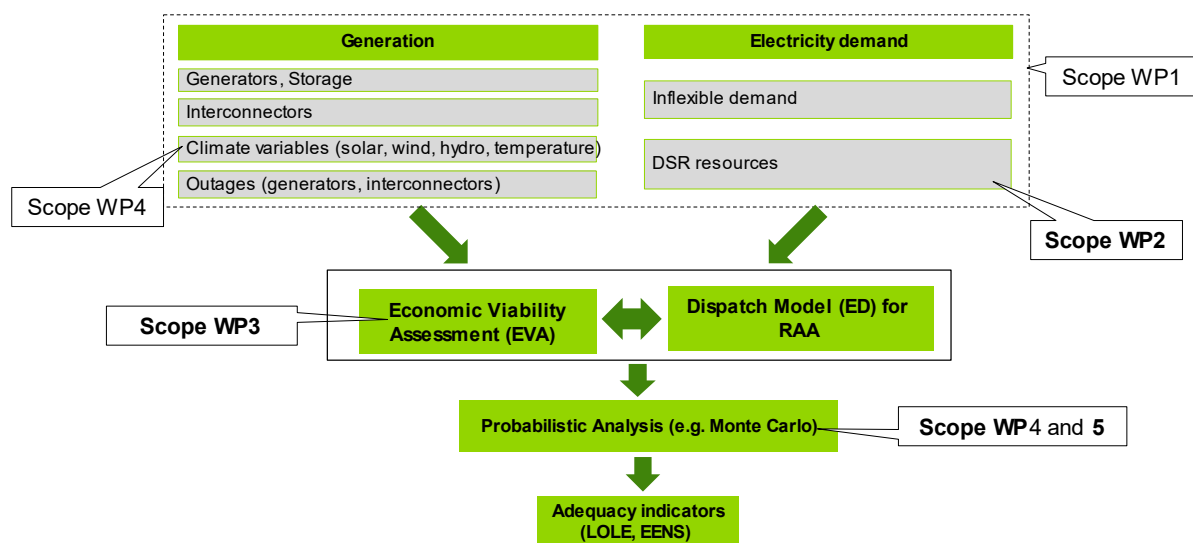 Generation
Electricity demand
Generators, Storage
Interconnectors
Climate variables (solar, wind, hydro, temperature)
Outages (generators, interconnectors)
Inflexible demand
DSR resources
Scope WP1
Scope WP4
Scope WP2
Scope WP3
Economic Viability
Assessment (EVA)
Dispatch Model (ED) for
RAA
Probabilistic Analysis (e.g. Monte Carlo)
Scope WP4 and 5
Adequacy indicators
(LOLE, EENS)